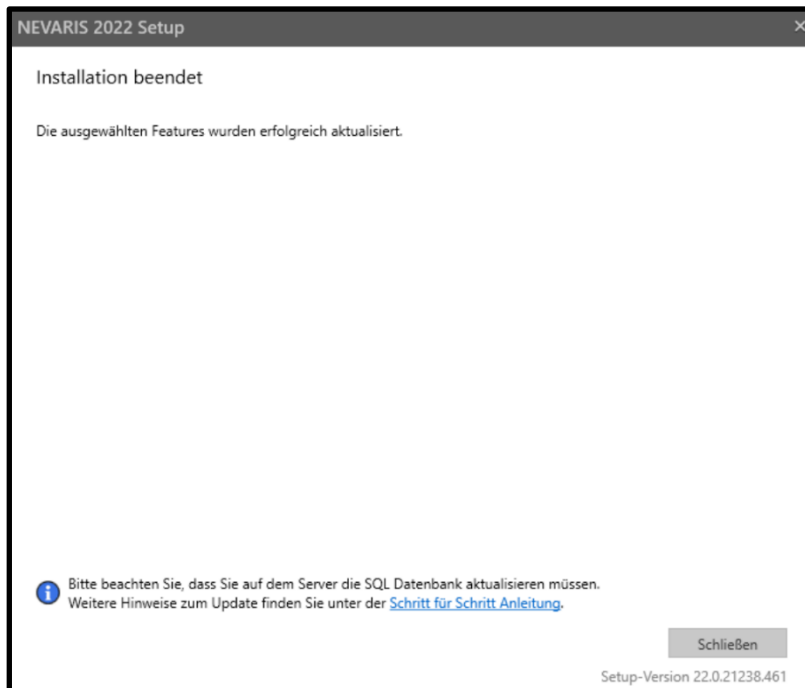 NEVARIS 2022 Setup
Installation beendet
Die ausgewählten Features wurden erfolgreich aktualisiert.
Bitte beachten Sie, dass Sie auf dem Server die SQL Datenbank aktualisieren müssen.
Weitere Hinweise zum Update finden Sie unter der Schritt für Schritt Anleitung.
Schließen
Setup-Version 22.0.21238.461